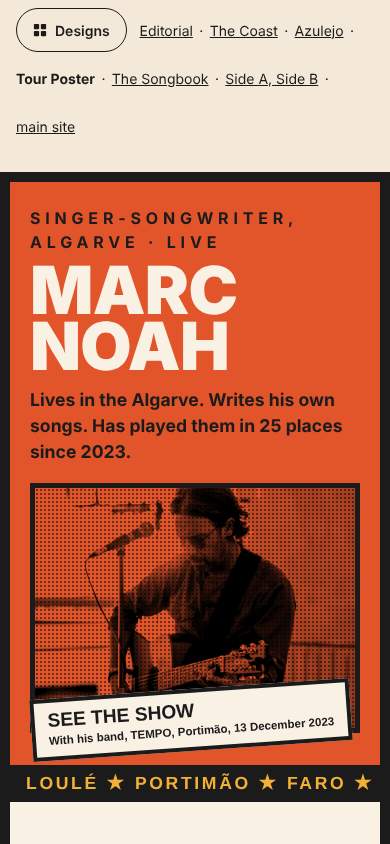 Designs Editorial · The Coast · Azulejo ·
Tour Poster · The Songbook · Side A, Side B ·
main site
SINGER-SONGWRITER,
ALGARVE · LIVE
MARC
NOAH
Lives in the Algarve. Writes his own
songs. Has played them in 25 places
since 2023.
SEE THE SHOW
With his band, TEMPO, Portimão, 13 December 2023
LOULÉ ★ PORTIMÃO ★ FARO ★